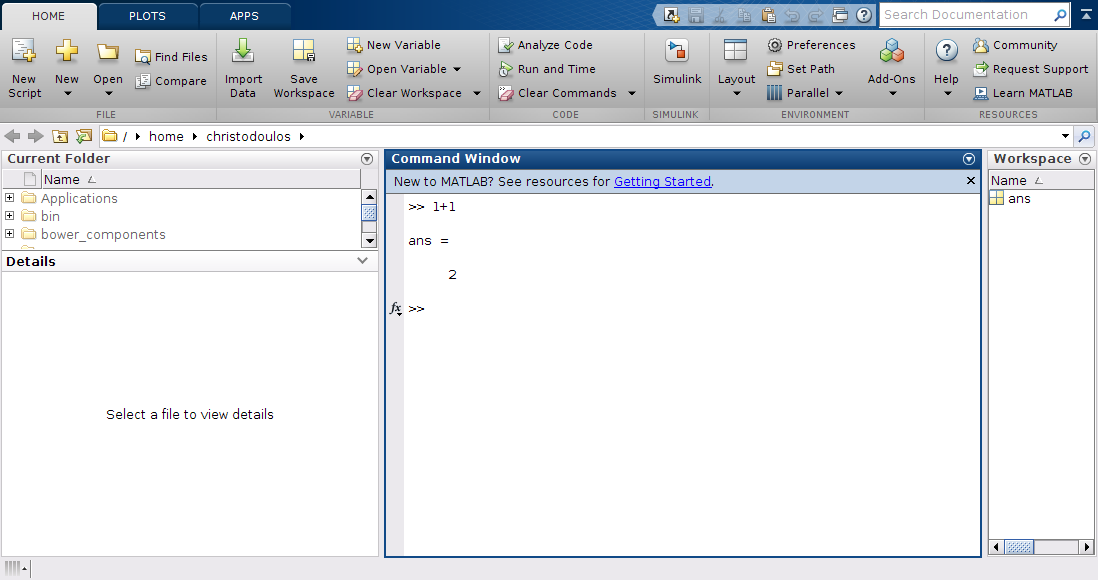 HOME PLOTS APPS
Search Documentation
New Script
New
Open
Find Files
Compare
FILE
Import Data
Save Workspace
New Variable
Open Variable
Clear Workspace
VARIABLE
Analyze Code
Run and Time
Clear Commands
CODE
Simulink
SIMULINK
Layout
Preferences
Set Path
Parallel
Add-Ons
ENVIRONMENT
? Help
Community
Request Support
Learn MATLAB
RESOURCES
/ home christodoulos
Current Folder
Name
Applications
bin
bower_components
Details
Select a file to view details
Command Window
New to MATLAB? See resources for Getting Started.
>> 1+1
ans =
2
fx >>
Workspace
Name
ans